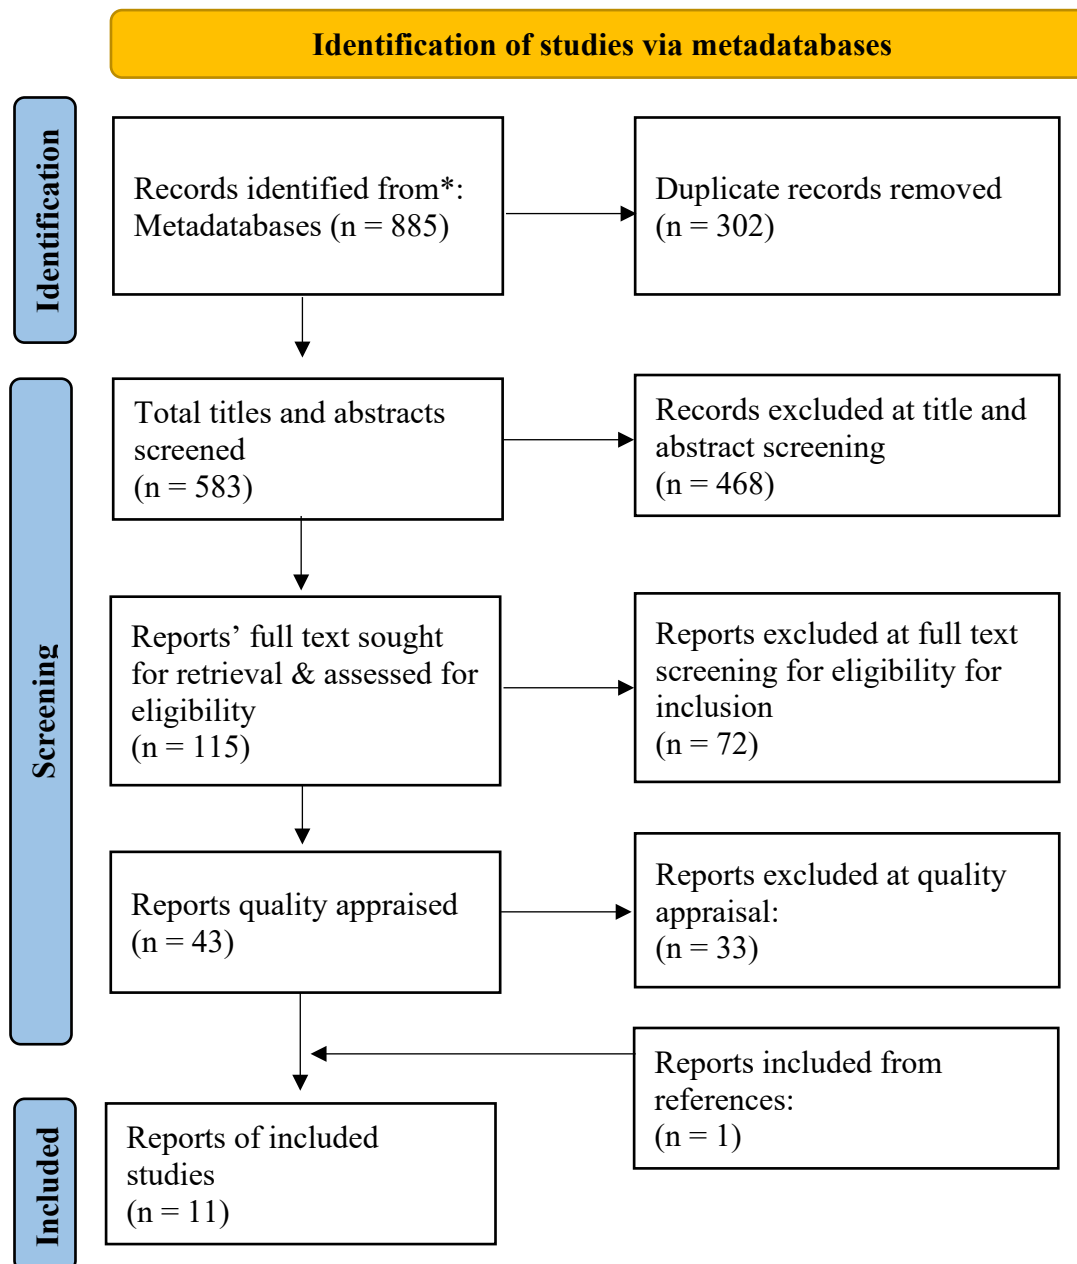 Identification of studies via metadatabases
Identification
Records identified from*:
Metadatabases (n = 885)
Duplicate records removed
(n = 302)
Screening
Total titles and abstracts
screened
(n = 583)
Records excluded at title and
abstract screening
(n = 468)
Reports’ full text sought
for retrieval & assessed for
eligibility
(n = 115)
Reports excluded at full text
screening for eligibility for
inclusion
(n = 72)
Reports quality appraised
(n = 43)
Reports excluded at quality
appraisal:
(n = 33)
Reports included from
references:
(n = 1)
Included
Reports of included
studies
(n = 11)